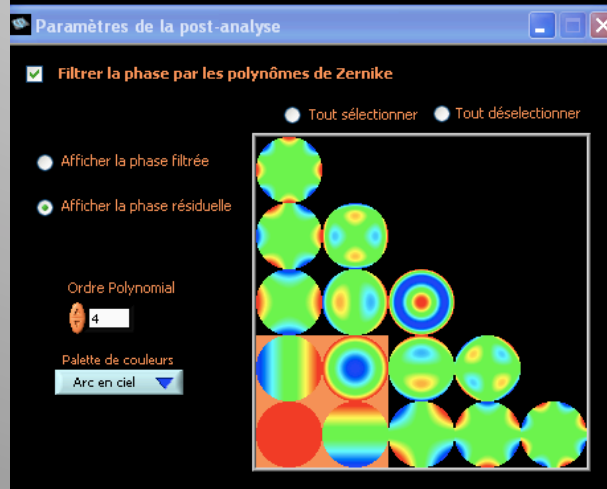 Paramètres de la post-analyse
Filtrer la phase par les polynômes de Zernike
Tout sélectionner
Tout déselectionner
Afficher la phase filtrée
Afficher la phase résiduelle
Ordre Polynomial
4
Palette de couleurs
Arc en ciel